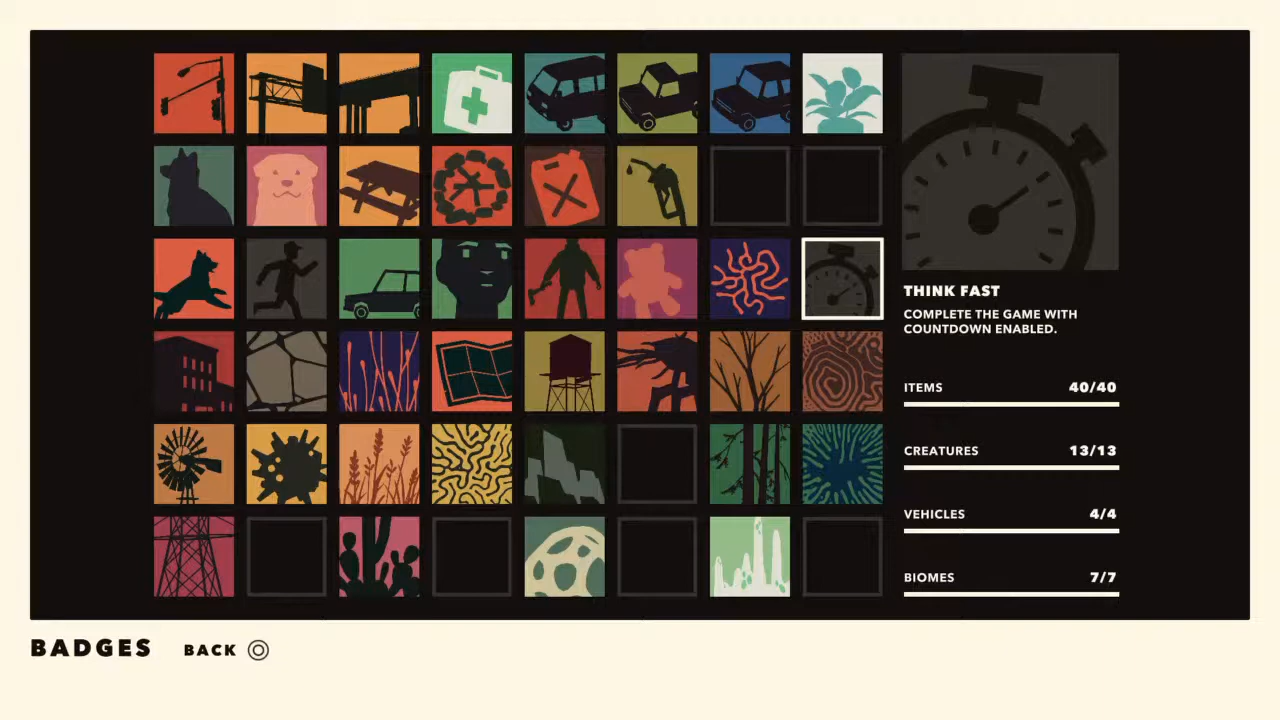 THINK FAST
COMPLETE THE GAME WITH
COUNTDOWN ENABLED.
ITEMS 40/40
CREATURES 13/13
VEHICLES 4/4
BIOMES 7/7
BADGES BACK